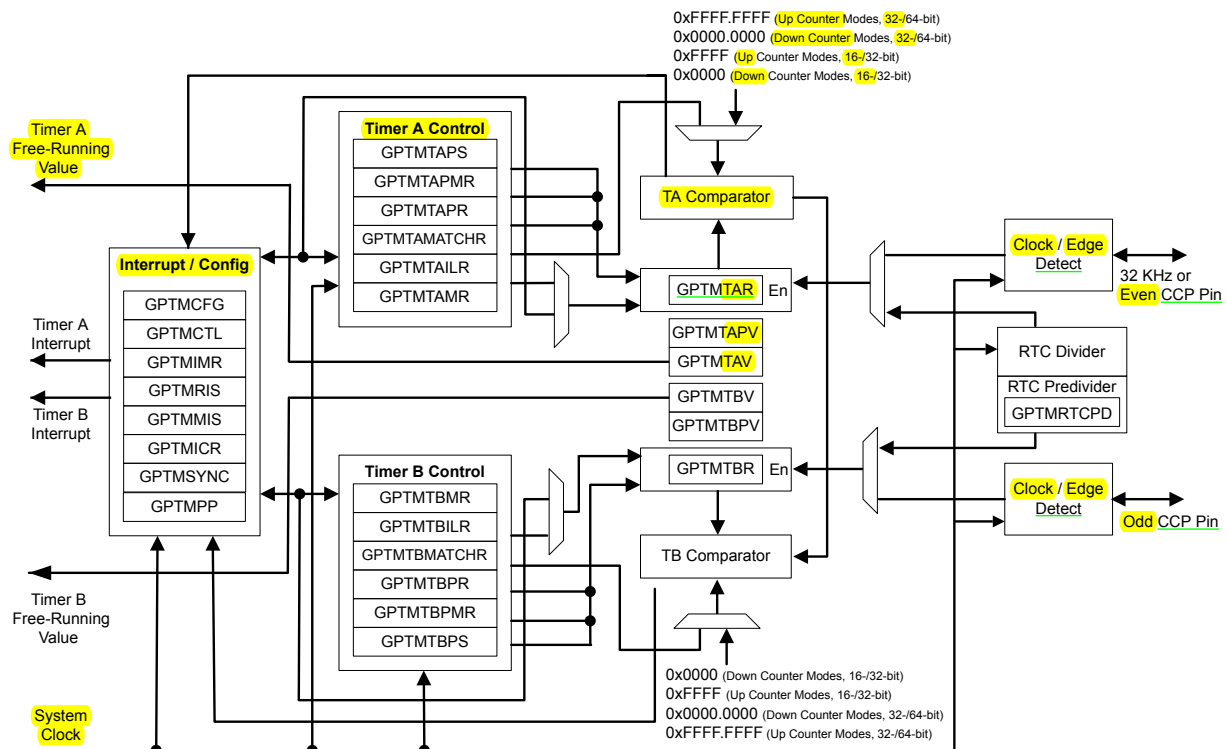 0xFFFF.FFFF (Up Counter Modes, 32-/64-bit)
0x0000.0000 (Down Counter Modes, 32-/64-bit)
0xFFFF (Up Counter Modes, 16-/32-bit)
0x0000 (Down Counter Modes, 16-/32-bit)
Timer A
Free-Running
Value
Timer A Control
GPTMTAPS
GPTMTAPMR
GPTMTAPR
GPTMTAMATCHR
GPTMTAILR
GPTMTAMR
TA Comparator
GPTMTAR
En
Clock / Edge
Detect
32 KHz or
Even CCP Pin
Interrupt / Config
GPTMCFG
GPTMCTL
GPTMIMR
GPTMRIS
GPTMMIS
GPTMICR
GPTMSYNC
GPTMPP
Timer A
Interrupt
Timer B
Interrupt
GPTMTAPV
GPTMTAV
GPTMTBV
GPTMTBPV
RTC Divider
RTC Predivider
GPTMRTCPD
Timer B Control
GPTMTBMR
GPTMTBILR
GPTMTBMATCHR
GPTMTBPR
GPTMTBPMR
GPTMTBPS
GPTMTBR
En
TB Comparator
Clock / Edge
Detect
Odd CCP Pin
Timer B
Free-Running
Value
0x0000 (Down Counter Modes, 16-/32-bit)
0xFFFF (Up Counter Modes, 16-/32-bit)
0x0000.0000 (Down Counter Modes, 32-/64-bit)
0xFFFF.FFFF (Up Counter Modes, 32-/64-bit)
System
Clock